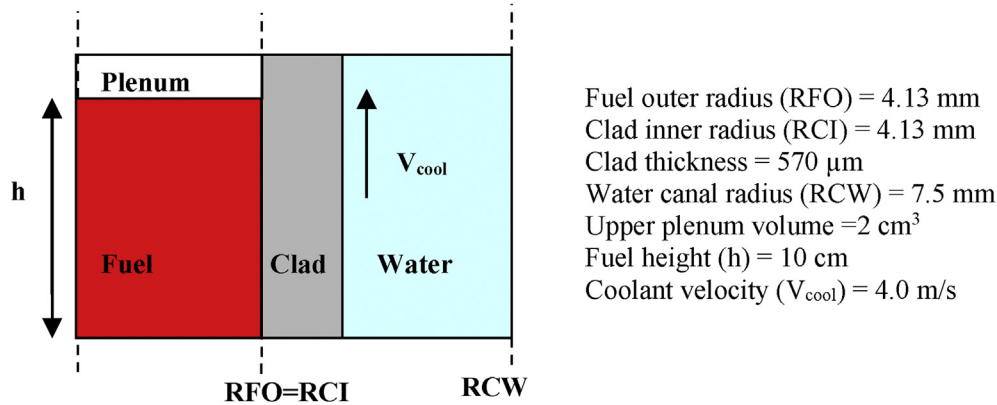 Plenum
h
V_cool
Fuel
Clad
Water
RFO=RCI
RCW
Fuel outer radius (RFO) = 4.13 mm
Clad inner radius (RCI) = 4.13 mm
Clad thickness = 570 µm
Water canal radius (RCW) = 7.5 mm
Upper plenum volume =2 cm³
Fuel height (h) = 10 cm
Coolant velocity (V_cool) = 4.0 m/s